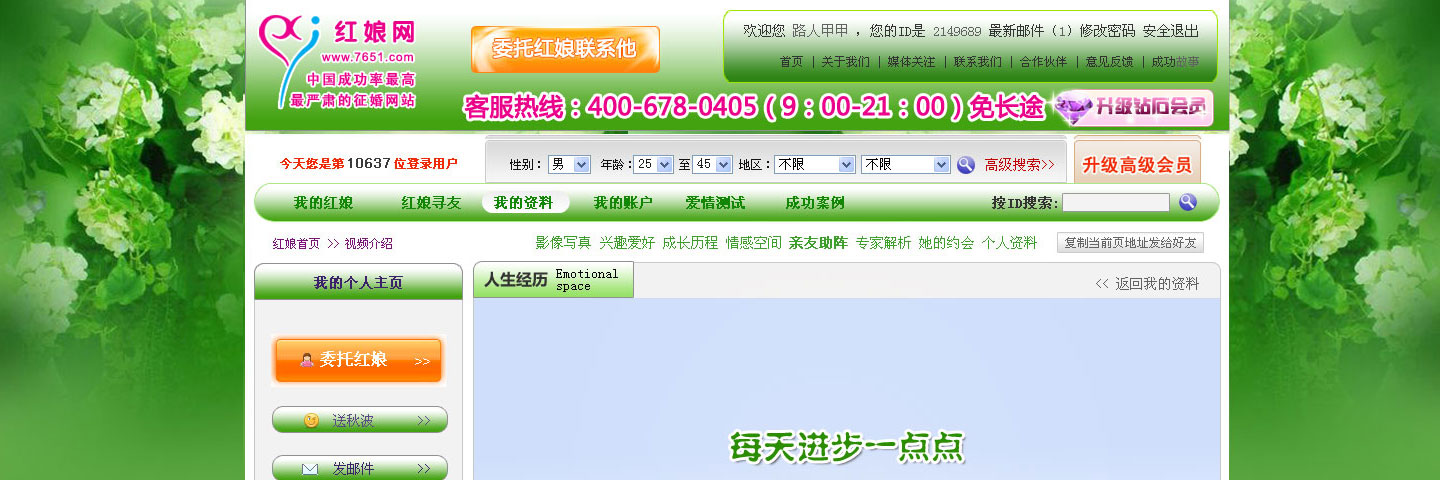 红娘网
www.7651.com
中国成功率最高
最严肃的征婚网站
委托红娘联系他
欢迎您 路人甲甲 ，您的ID是 2149689 最新邮件（1）修改密码 安全退出
首页 | 关于我们 | 媒体关注 | 联系我们 | 合作伙伴 | 意见反馈 | 成功故事
客服热线：400-678-0405（9：00-21：00）免长途
升级钻石会员
今天您是第10637位登录用户
性别： 男 年龄：25 至 45 地区：不限 不限 高级搜索>>
升级高级会员
我的红娘 红娘寻友 我的资料 我的账户 爱情测试 成功案例 按ID搜索:
红娘首页 >> 视频介绍
影像写真 兴趣爱好 成长历程 情感空间 亲友助阵 专家解析 她的约会 个人资料
复制当前页地址发给好友
我的个人主页
人生经历 Emotional
space
<< 返回我的资料
委托红娘 >>
送秋波 >>
发邮件 >>
每天进步一点点